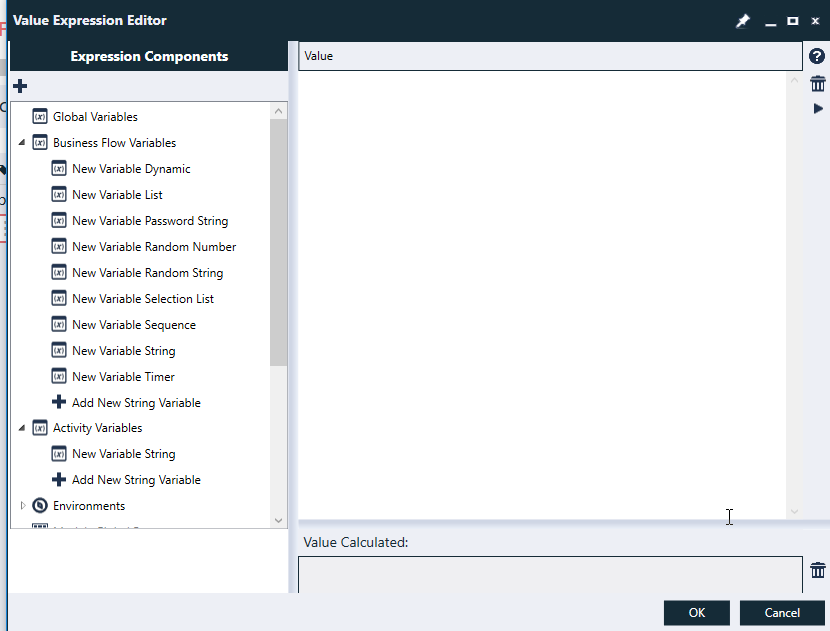 Value Expression Editor
Expression Components
Value
Global Variables
Business Flow Variables
New Variable Dynamic
New Variable List
New Variable Password String
New Variable Random Number
New Variable Random String
New Variable Selection List
New Variable Sequence
New Variable String
New Variable Timer
Add New String Variable
Activity Variables
New Variable String
Add New String Variable
Environments
Value Calculated:
OK
Cancel